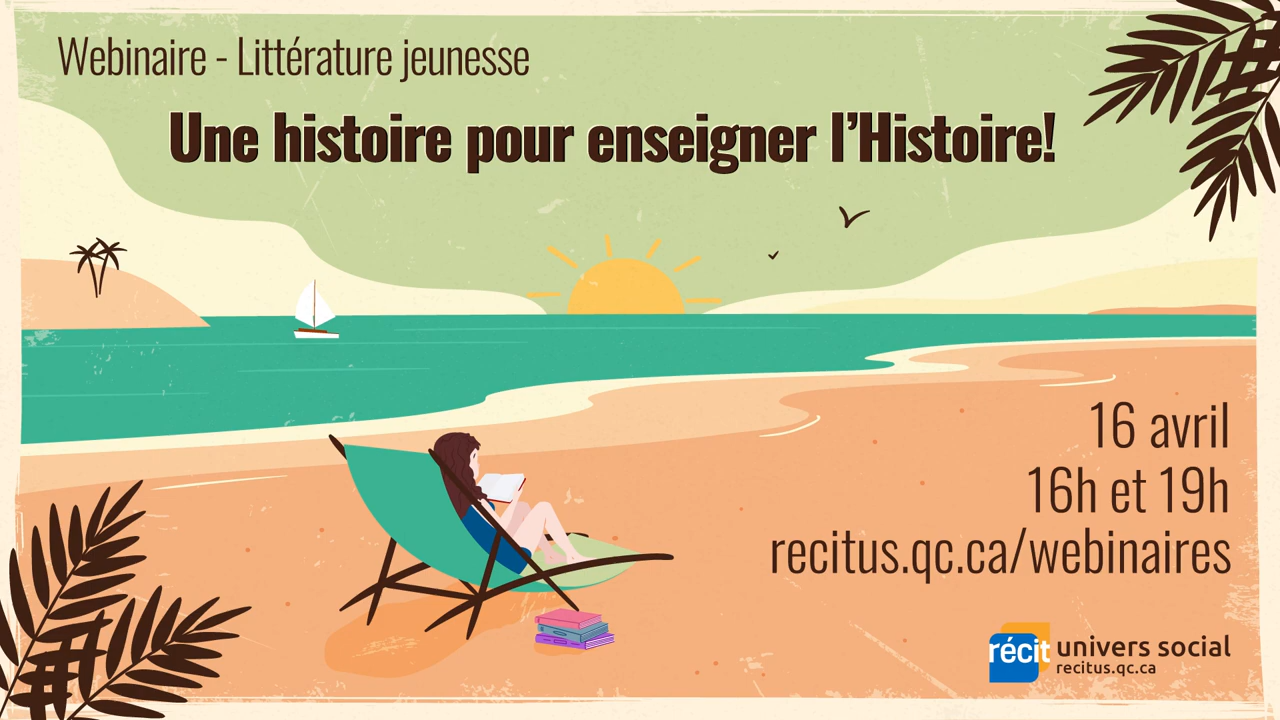 Webinaire - Littérature jeunesse
Une histoire pour enseigner l’Histoire!
16 avril
16h et 19h
recitus.qc.ca/webinaires
récit univers social
recitus.qc.ca